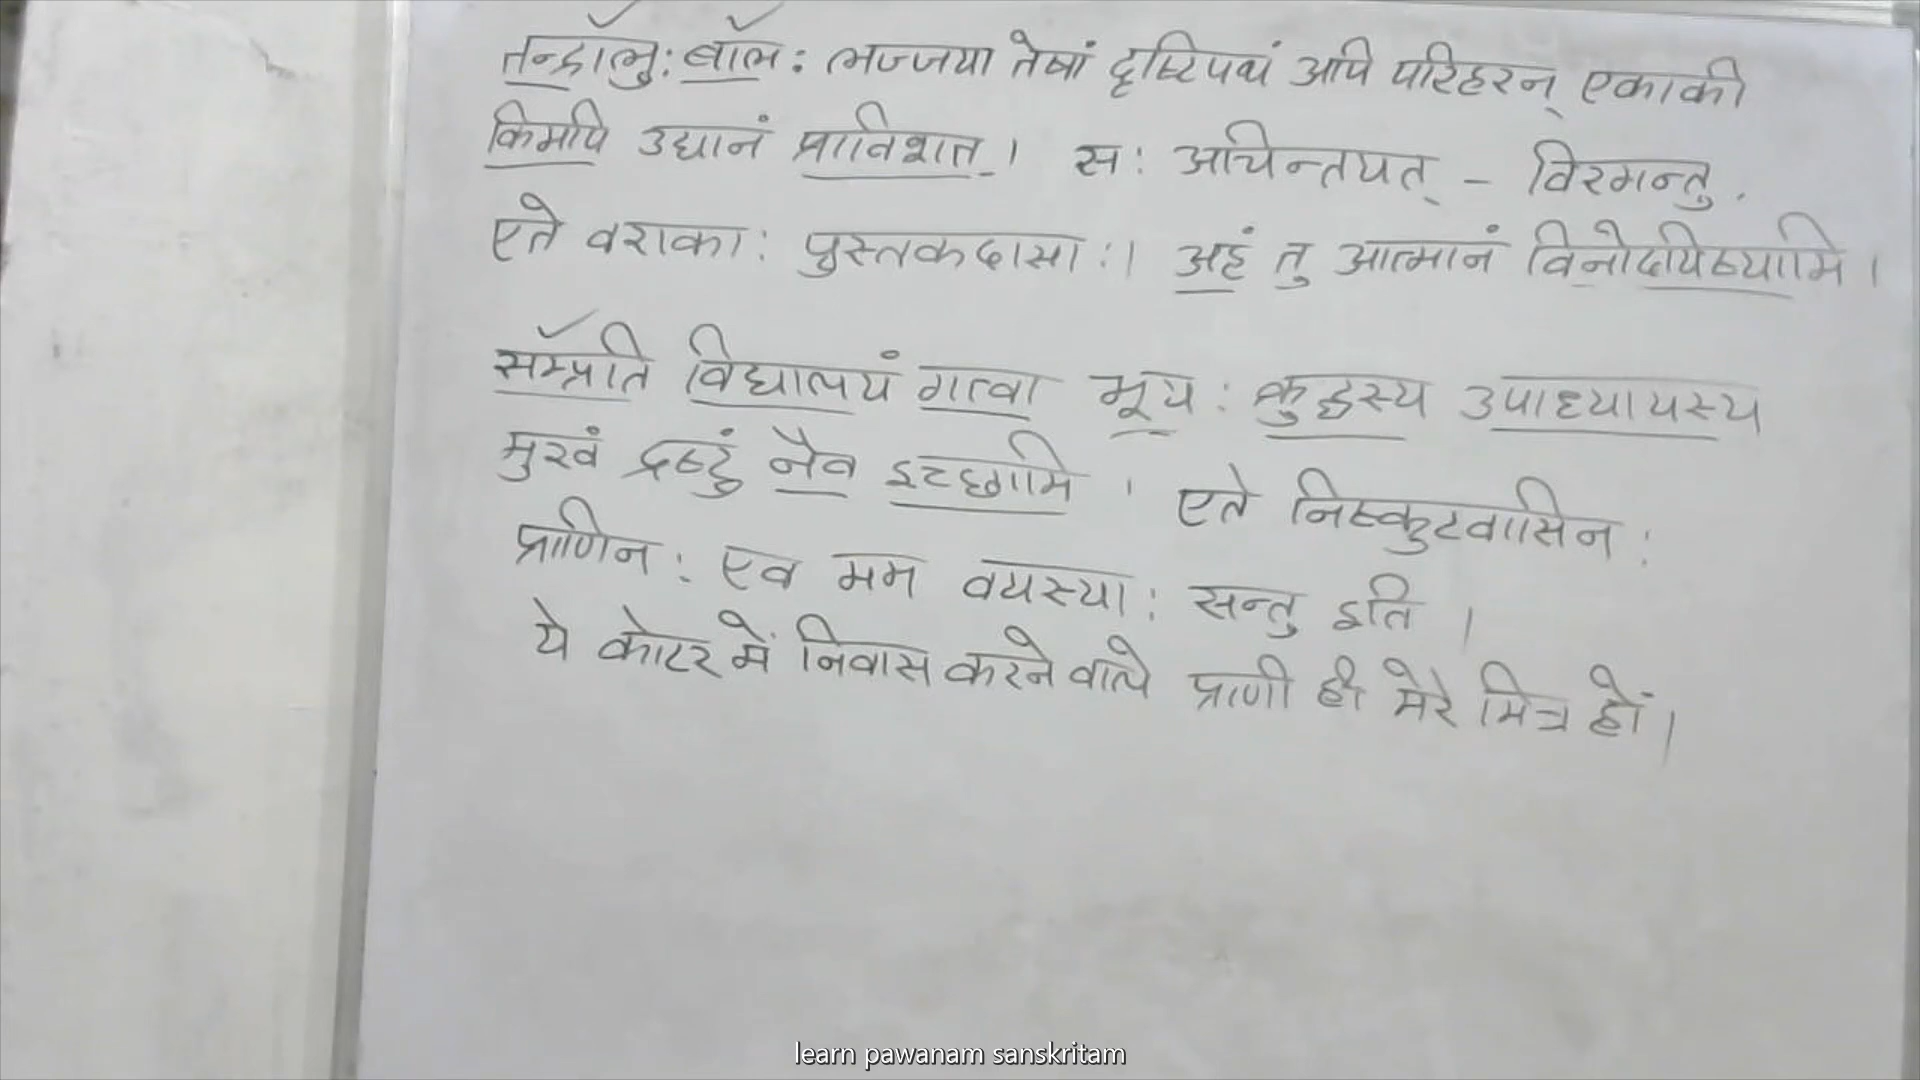 तन्द्रालु: बाल: लज्जया तेषां दृष्टिपथं अपि परिहरन् एकाकी
किमपि उद्यानं प्राविशत् । स: अचिन्तयत् - विरमन्तु
एते वराका: पुस्तकदासा: । अहं तु आत्मानं विनोदयिष्यामि ।
सम्प्रति विद्यालयं गत्वा भूय: क्रुद्धस्य उपाध्यायस्य
मुखं द्रष्टुं नैव इच्छामि । एते निष्कुटवासिन:
प्राणिन: एव मम वयस्या: सन्तु इति ।
ये कोटर में निवास करने वाले प्राणी ही मेरे मित्र हों ।
learn pawanam sanskritam